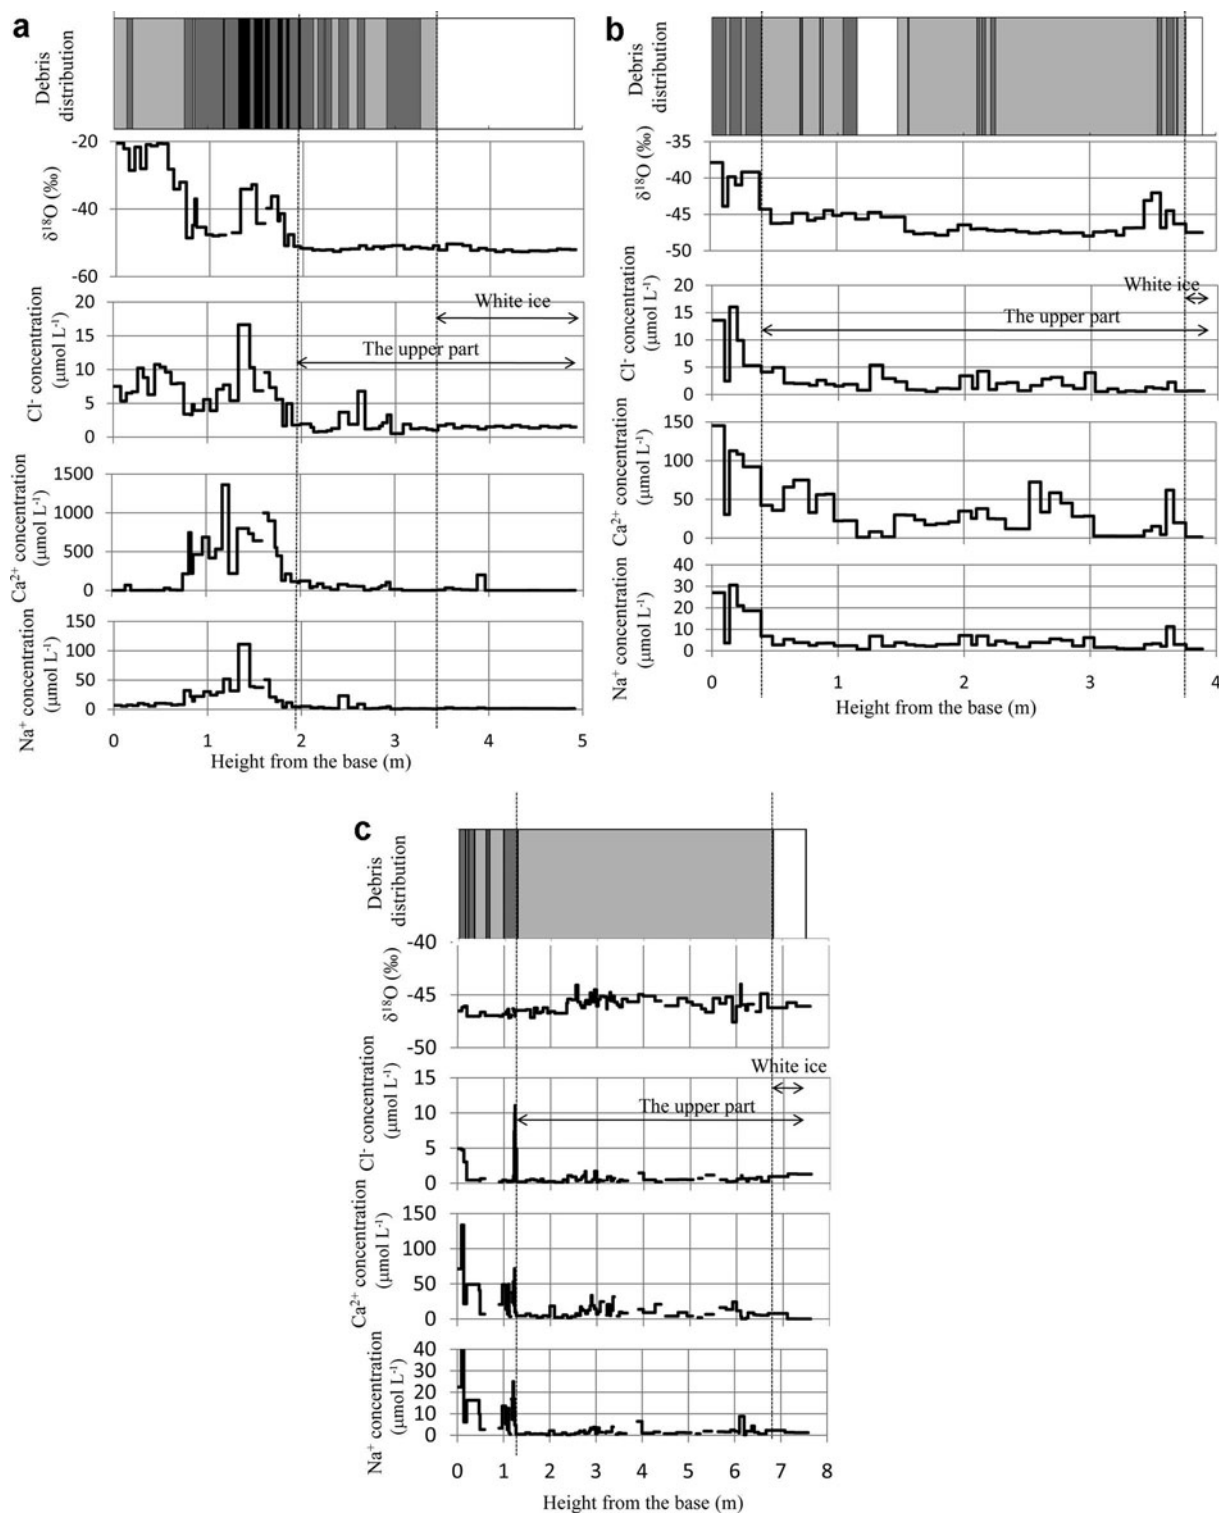 a
Debris
distribution
-20
-40
-60
δ¹⁸O (‰)
20
15
10
5
0
Cl⁻ concentration
(μmol L⁻¹)
White ice
The upper part
1500
1000
500
0
Ca²⁺ concentration
(μmol L⁻¹)
150
100
50
0
Na⁺ concentration
(μmol L⁻¹)
0 1 2 3 4 5
Height from the base (m)
b
Debris
distribution
-35
-40
-45
-50
δ¹⁸O (‰)
20
15
10
5
0
Cl⁻ concentration
(μmol L⁻¹)
White ice
The upper part
150
100
50
0
Ca²⁺ concentration
(μmol L⁻¹)
40
30
20
10
0
Na⁺ concentration
(μmol L⁻¹)
0 1 2 3 4
Height from the base (m)
c
Debris
distribution
-40
-45
-50
δ¹⁸O (‰)
15
10
5
0
Cl⁻ concentration
(μmol L⁻¹)
White ice
The upper part
150
100
50
0
Ca²⁺ concentration
(μmol L⁻¹)
40
30
20
10
0
Na⁺ concentration
(μmol L⁻¹)
0 1 2 3 4 5 6 7 8
Height from the base (m)